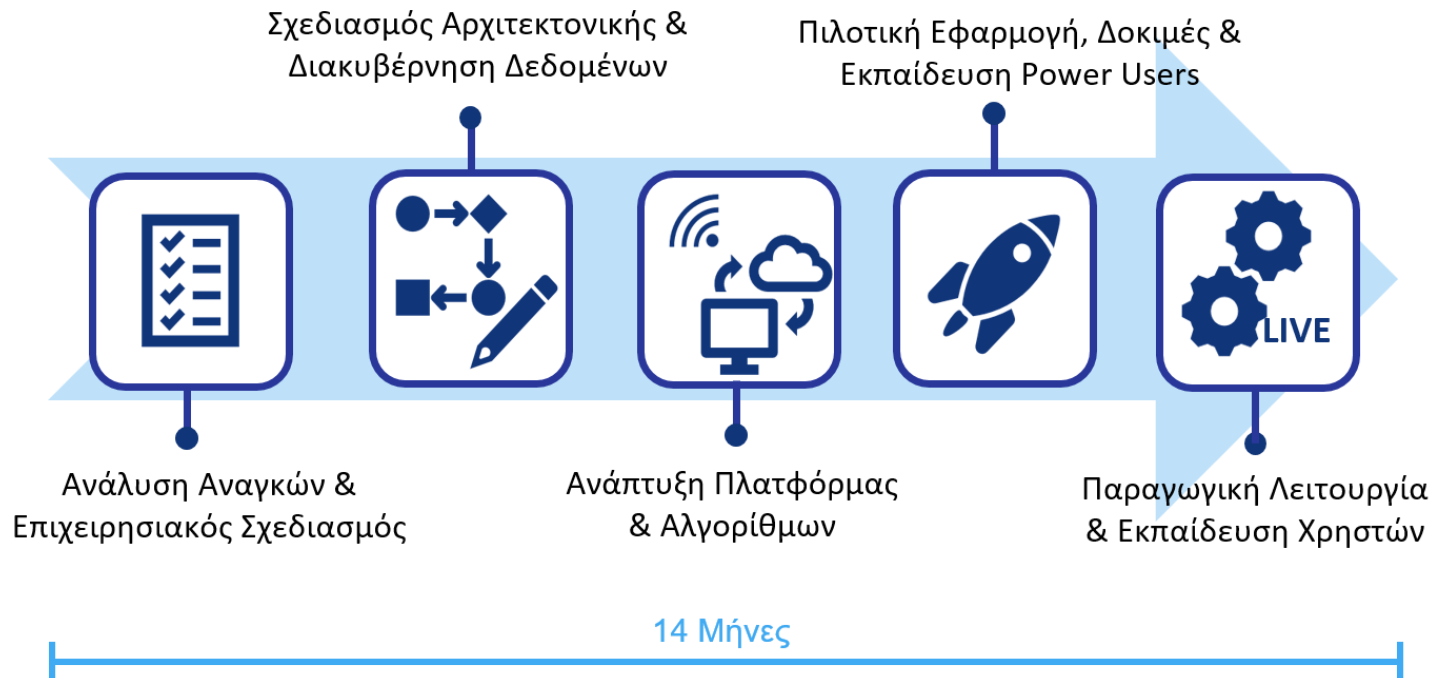 Σχεδιασμός Αρχιτεκτονικής &
Διακυβέρνηση Δεδομένων
Πιλοτική Εφαρμογή, Δοκιμές &
Εκπαίδευση Power Users
LIVE
Ανάλυση Αναγκών &
Επιχειρησιακός Σχεδιασμός
Ανάπτυξη Πλατφόρμας
& Αλγορίθμων
Παραγωγική Λειτουργία
& Εκπαίδευση Χρηστών
14 Μήνες